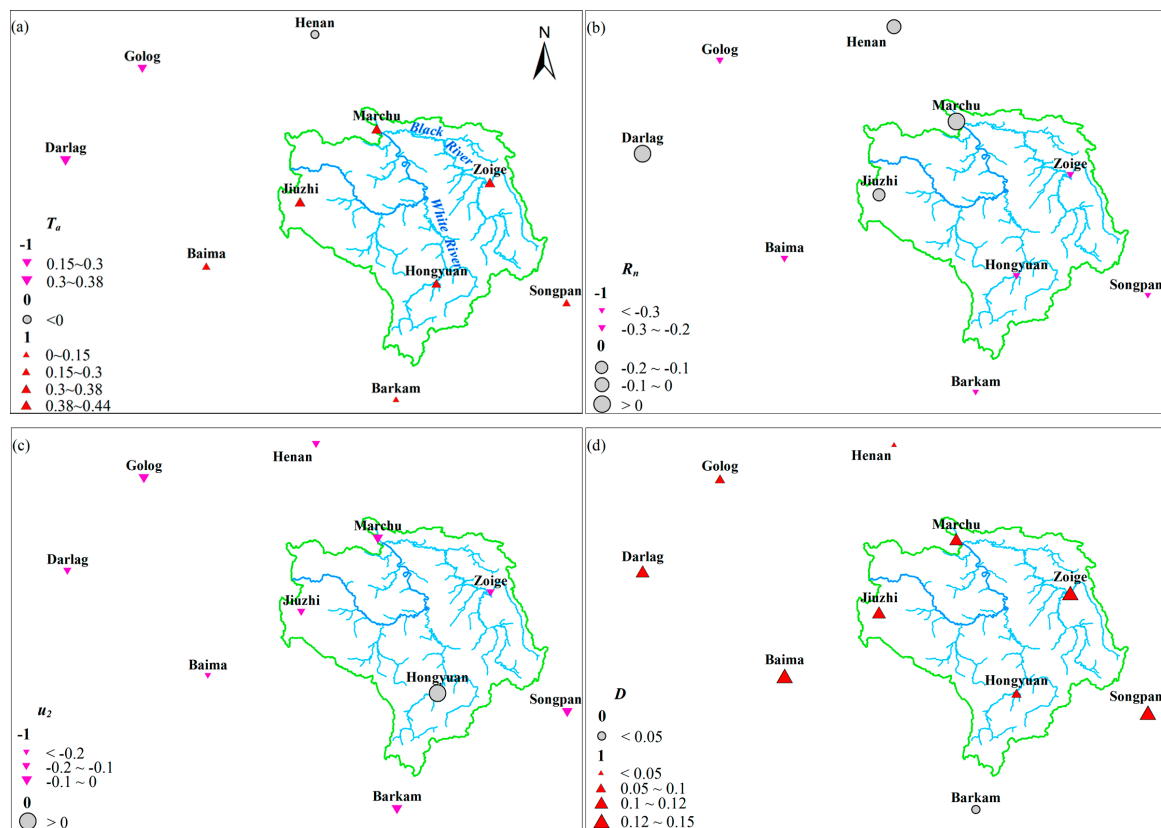 (a)
Henan
Golog
N
Marchu
Black
River
Darlag
Zoige
Jiuzhi
White
River
Baima
Hongyuan
Songpan
Barkam
Ta
-1
0.15~0.3
0.3~0.38
0
<0
1
0~0.15
0.15~0.3
0.3~0.38
0.38~0.44
(b)
Henan
Golog
Marchu
Darlag
Zoige
Jiuzhi
Baima
Hongyuan
Songpan
Barkam
Rn
-1
< -0.3
-0.3 ~ -0.2
0
-0.2 ~ -0.1
-0.1 ~ 0
> 0
(c)
Henan
Golog
Marchu
Darlag
Zoige
Jiuzhi
Baima
Hongyuan
Songpan
Barkam
u2
-1
< -0.2
-0.2 ~ -0.1
-0.1 ~ 0
0
> 0
(d)
Henan
Golog
Marchu
Darlag
Zoige
Jiuzhi
Baima
Hongyuan
Songpan
Barkam
D
0
< 0.05
1
< 0.05
0.05 ~ 0.1
0.1 ~ 0.12
0.12 ~ 0.15